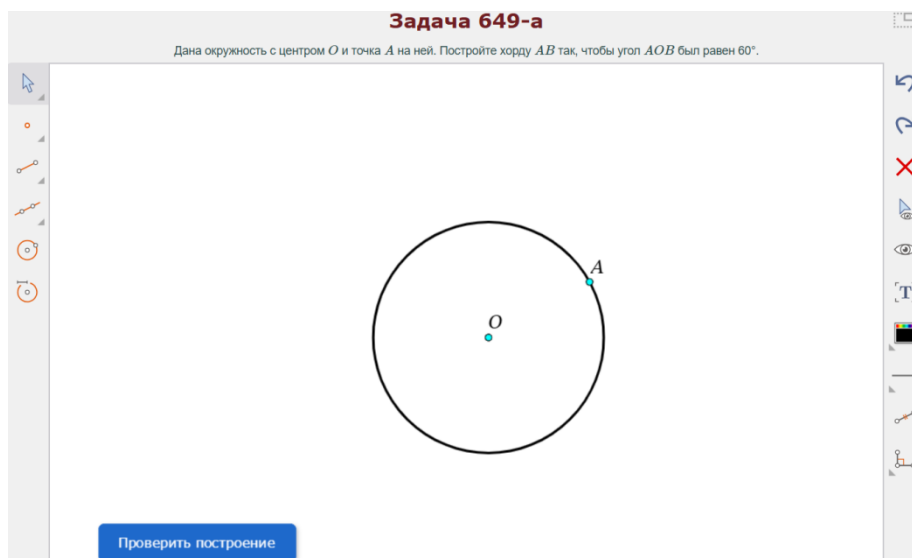 Задача 649-а
Дана окружность с центром O и точка A на ней. Постройте хорду AB так, чтобы угол AOB был равен 60°.
A
O
T
Проверить построение